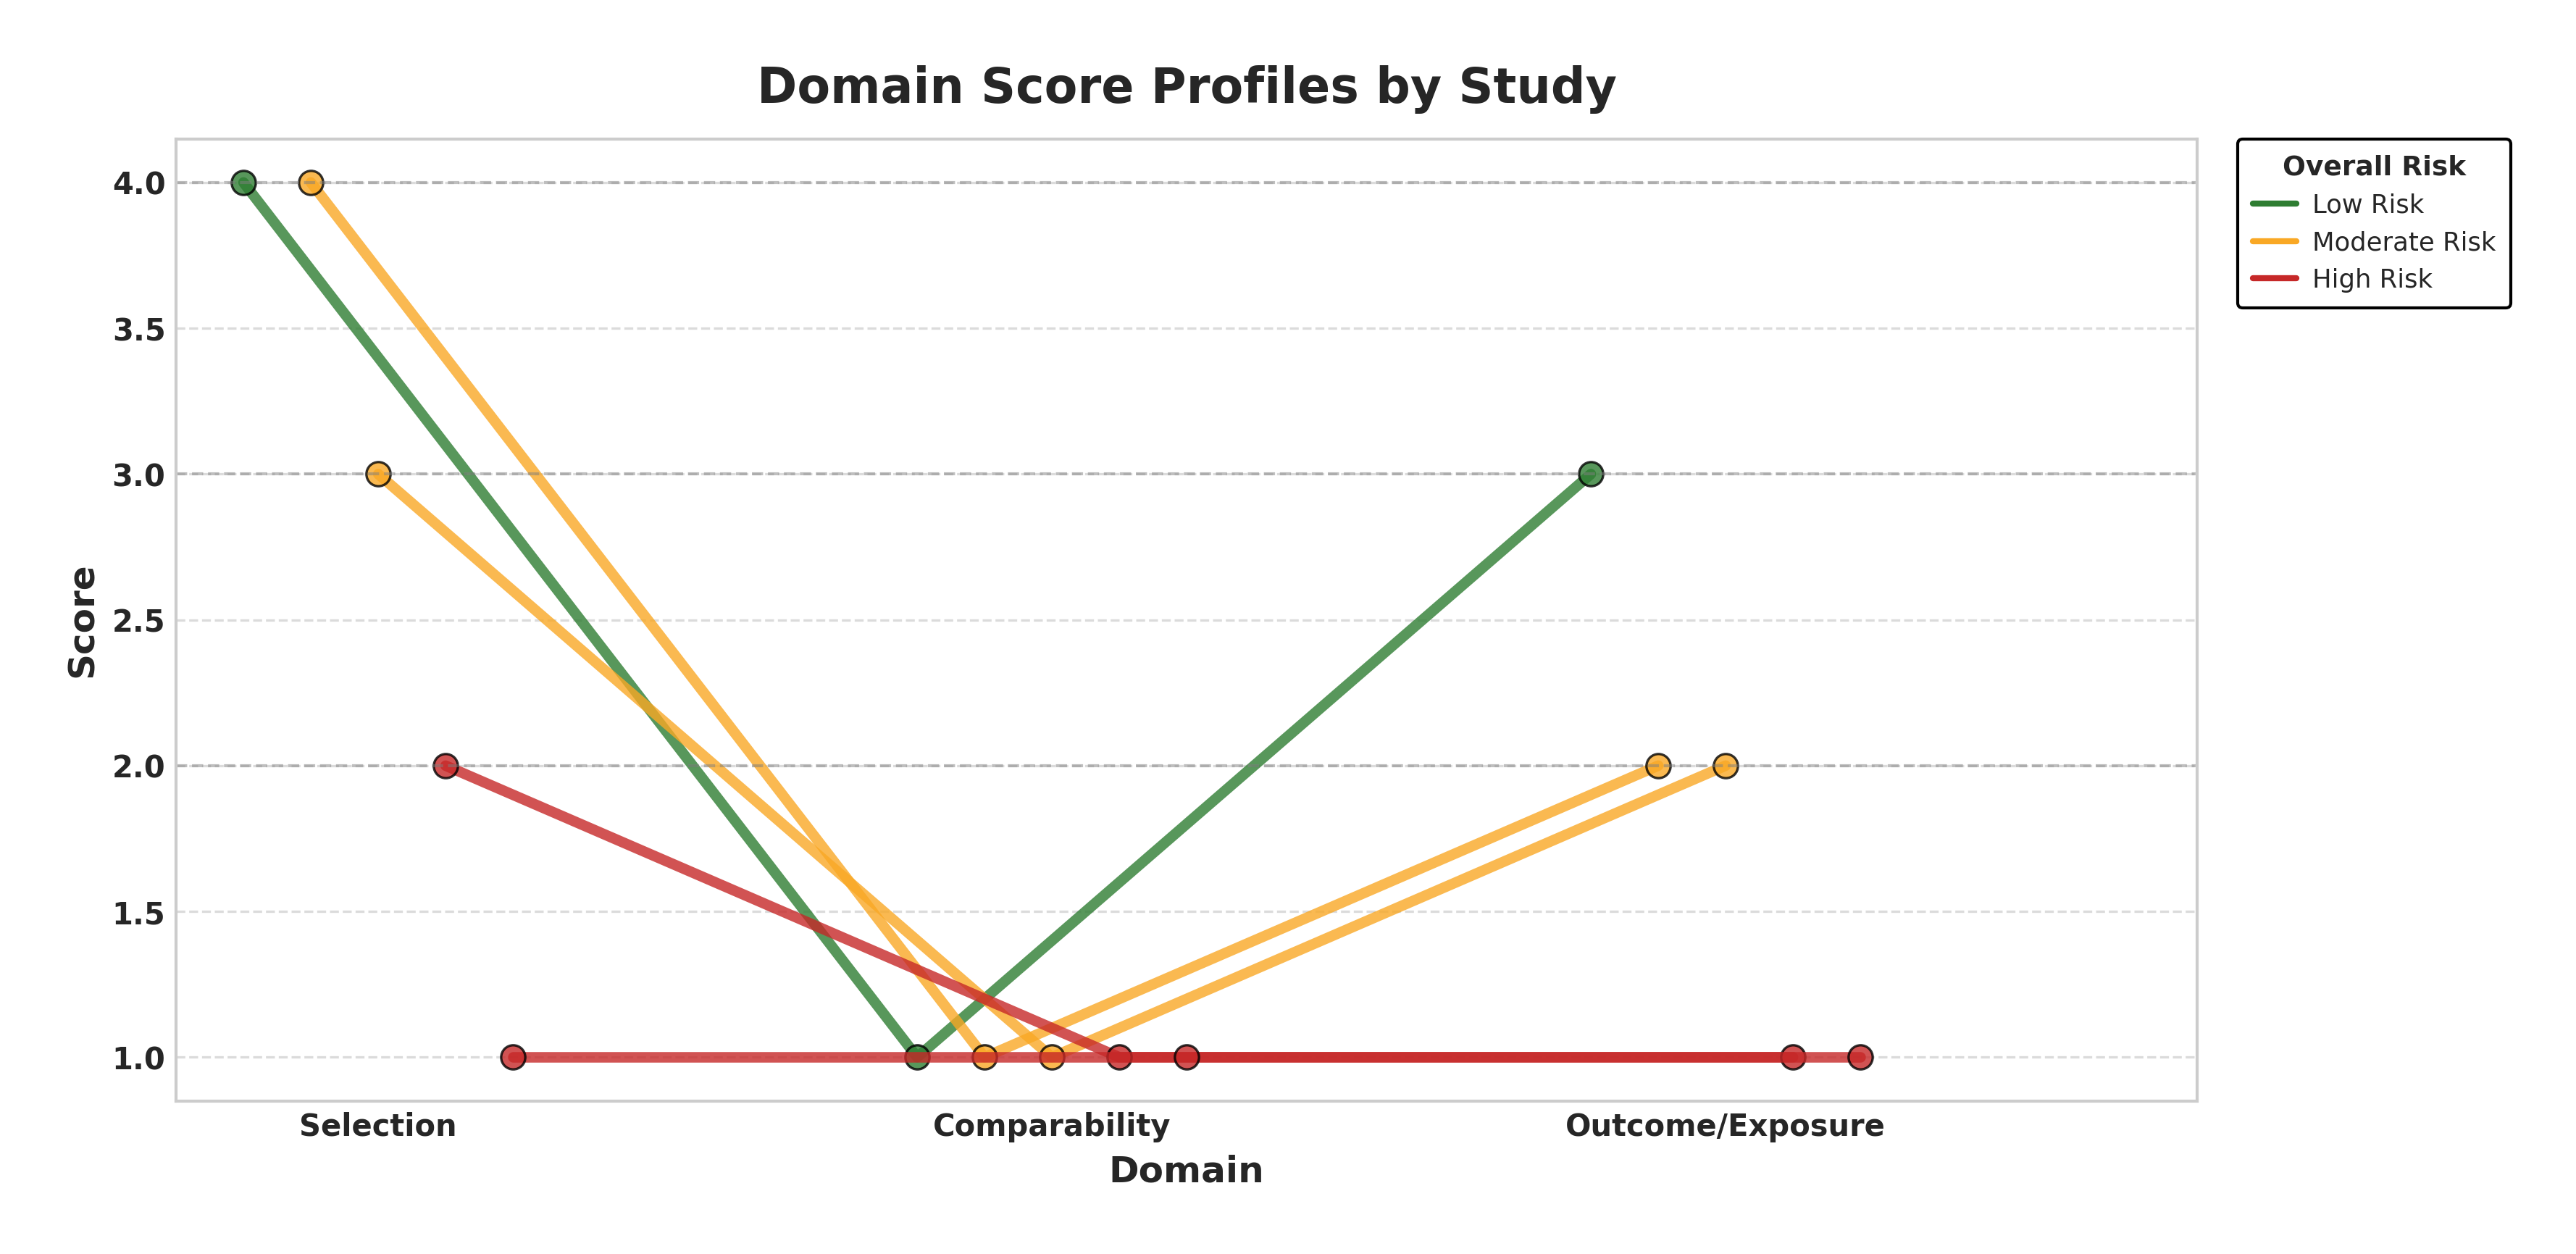 Domain Score Profiles by Study
Overall Risk
Low Risk
Moderate Risk
High Risk
Score
4.0
3.5
3.0
2.5
2.0
1.5
1.0
Selection
Comparability
Outcome/Exposure
Domain